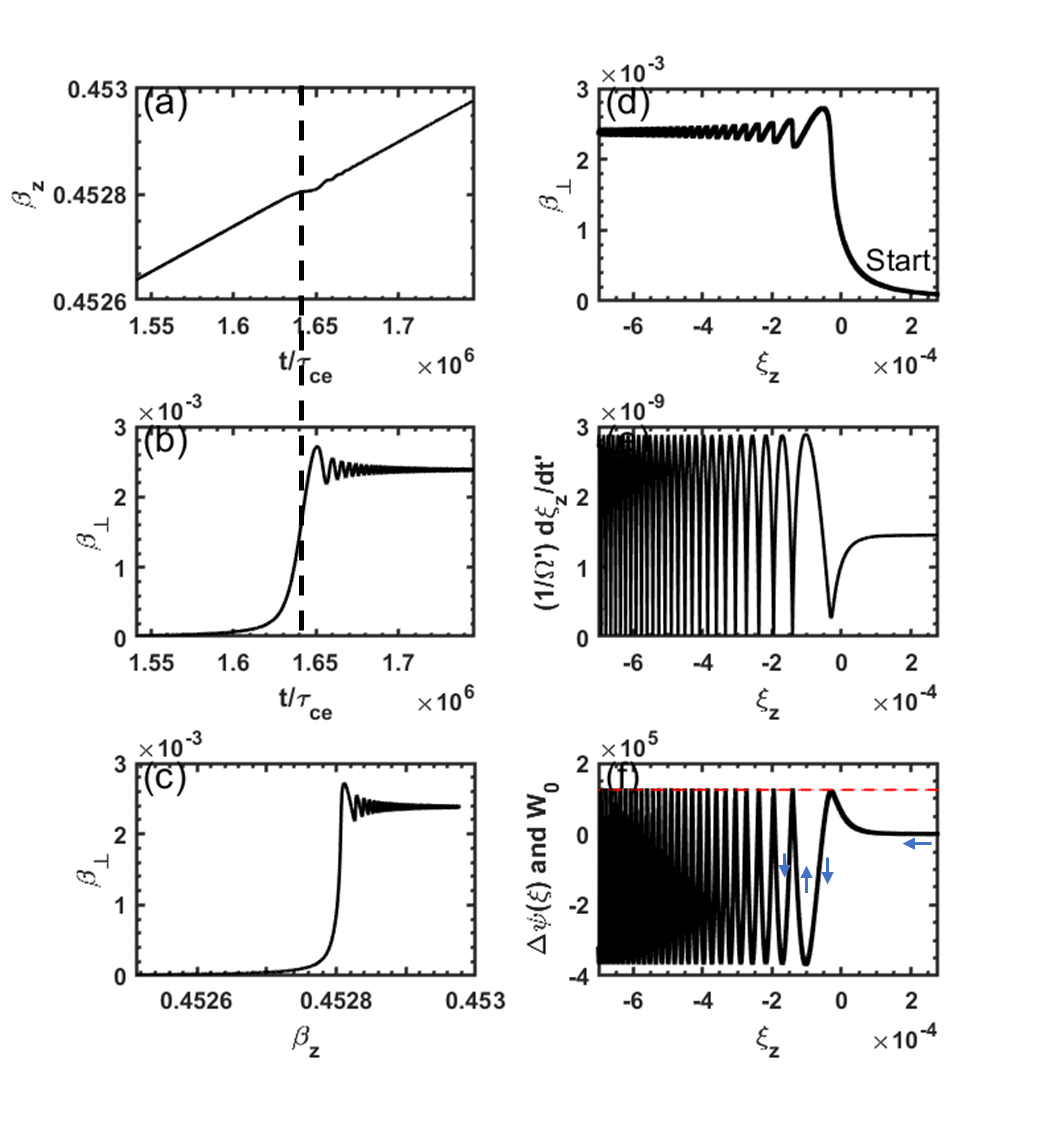 (a)
0.453
0.4528
0.4526
β_z
1.55 1.6 1.65 1.7
t/τ_ce ×10^6
×10^-3
(d)
3
2
1
0
β_⊥
Start
-6 -4 -2 0 2
ξ_z ×10^-4
×10^-3
(b)
3
2
1
0
β_⊥
1.55 1.6 1.65 1.7
t/τ_ce ×10^6
×10^-9
3
2
1
0
(1/Ω') dξ_z/dt'
-6 -4 -2 0 2
ξ_z ×10^-4
×10^-3
(c)
3
2
1
0
β_⊥
0.4526 0.4528 0.453
β_z
×10^5
(f)
2
0
-2
-4
Δψ(ξ) and W_0
-6 -4 -2 0 2
ξ_z ×10^-4